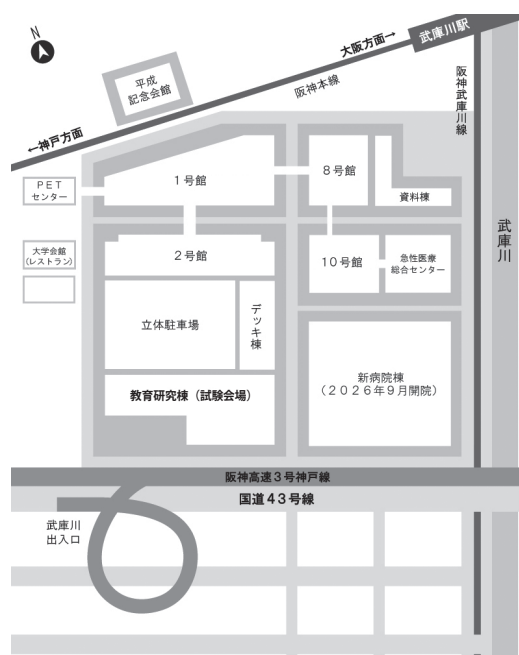 N
武庫川駅
大阪方面→
阪神本線
阪神武庫川線
平成
記念会館
←神戸方面
1号館
8号館
資料棟
PET
センター
武庫川
2号館
10号館
急性医療
総合センター
大学会館
(レストラン)
立体駐車場
デッキ棟
新病院棟
(2026年9月開院)
教育研究棟(試験会場)
阪神高速3号神戸線
国道43号線
武庫川
出入口